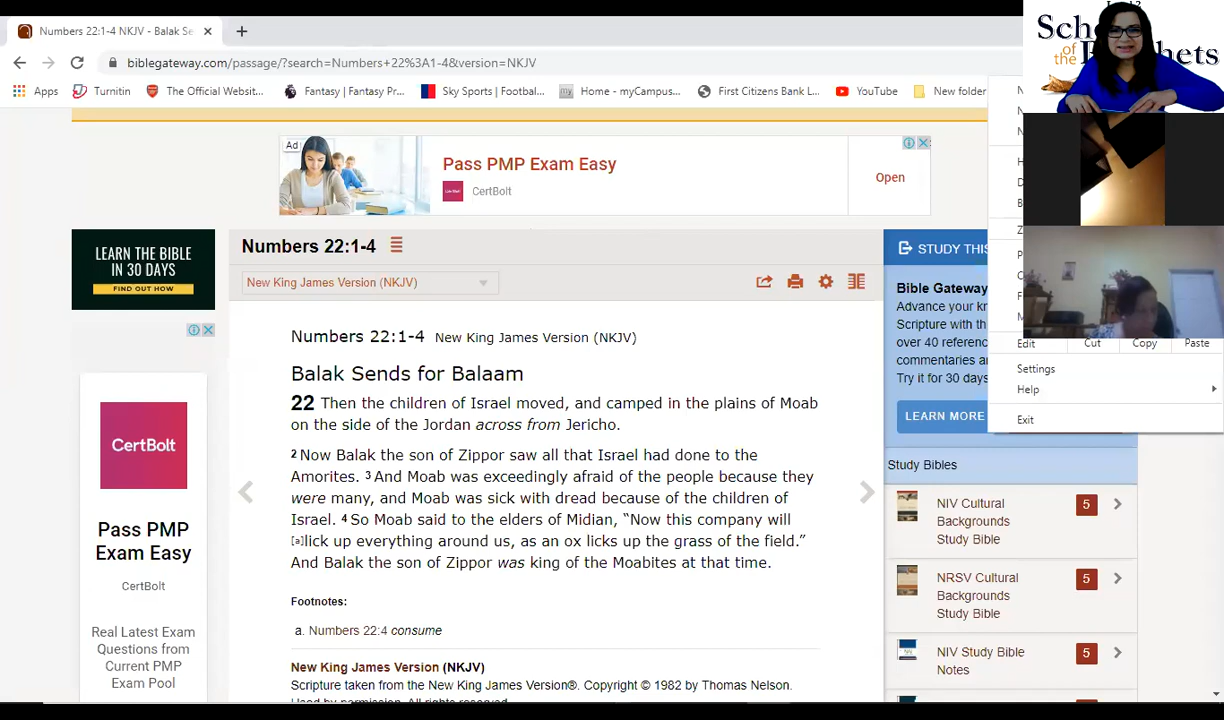 Numbers 22:1-4 NKJV - Balak Se
biblegateway.com/passage/?search=Numbers+22%3A1-4&version=NKJV
Apps
Turnitin
The Official Websit...
Fantasy | Fantasy Pr...
Sky Sports | Footbal...
Home - myCampus...
First Citizens Bank L...
YouTube
New folder
of the
Ad
Pass PMP Exam Easy
CertBolt
Open
LEARN THE BIBLE
IN 30 DAYS
FIND OUT HOW
Numbers 22:1-4
New King James Version (NKJV)
STUDY THIS
Numbers 22:1-4 New King James Version (NKJV)
Balak Sends for Balaam
22 Then the children of Israel moved, and camped in the plains of Moab
on the side of the Jordan across from Jericho.
2 Now Balak the son of Zippor saw all that Israel had done to the
Amorites. 3 And Moab was exceedingly afraid of the people because they
were many, and Moab was sick with dread because of the children of
Israel. 4 So Moab said to the elders of Midian, “Now this company will
[a]lick up everything around us, as an ox licks up the grass of the field.”
And Balak the son of Zippor was king of the Moabites at that time.
Footnotes:
a. Numbers 22:4 consume
New King James Version (NKJV)
Scripture taken from the New King James Version®. Copyright © 1982 by Thomas Nelson.
Used by permission. All rights reserved.
CertBolt
Pass PMP
Exam Easy
CertBolt
Real Latest Exam
Questions from
Current PMP
Exam Pool
Bible Gateway
Advance your kn
Scripture with th
over 40 referenc
commentaries an
Try it for 30 days
LEARN MORE
Edit
Cut
Copy
Paste
Settings
Help
Exit
Study Bibles
NIV Cultural
Backgrounds
Study Bible
5
NRSV Cultural
Backgrounds
Study Bible
5
NIV Study Bible
Notes
5